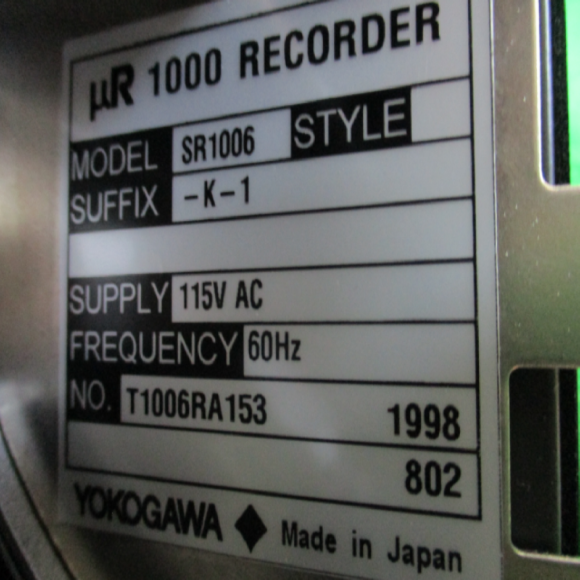 µR 1000 RECORDER
MODEL SR1006 STYLE
SUFFIX -K-1
SUPPLY 115V AC
FREQUENCY 60Hz
NO. T1006RA153 1998
802
YOKOGAWA ◆ Made in Japan